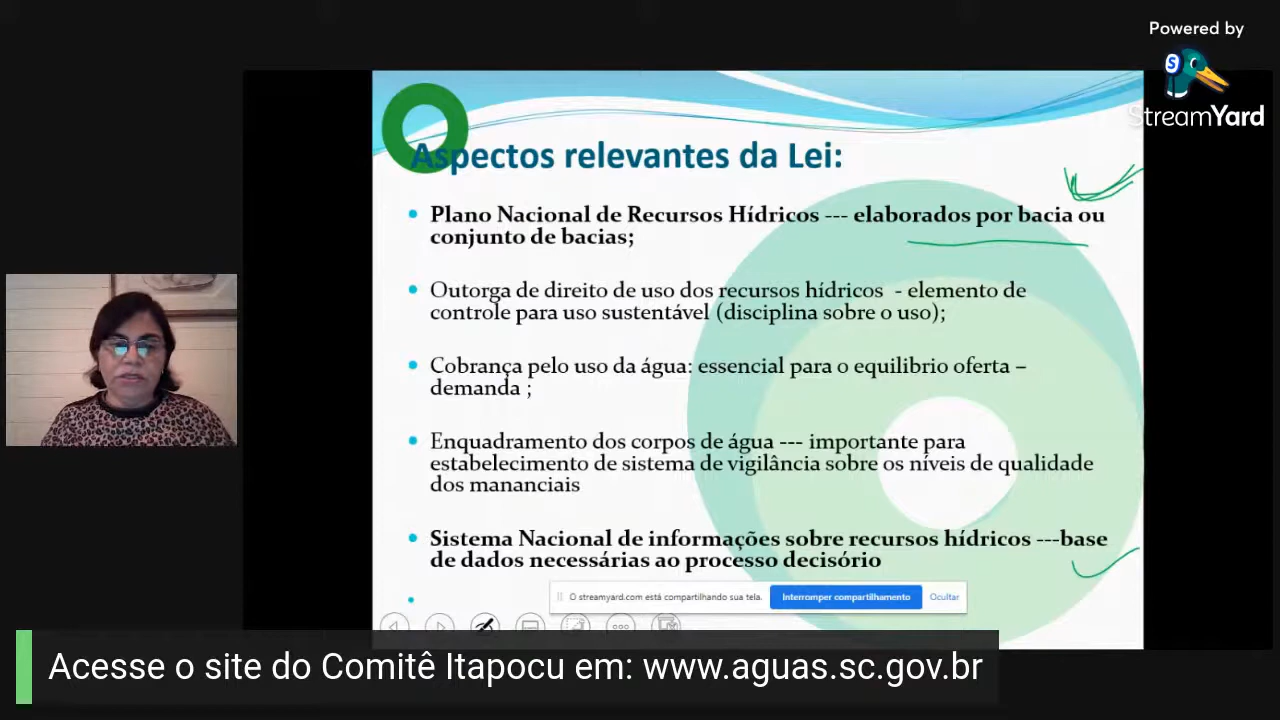 Powered by
StreamYard
Aspectos relevantes da Lei:
• Plano Nacional de Recursos Hídricos --- elaborados por bacia ou
conjunto de bacias;
• Outorga de direito de uso dos recursos hídricos - elemento de
controle para uso sustentável (disciplina sobre o uso);
• Cobrança pelo uso da água: essencial para o equilibrio oferta –
demanda ;
• Enquadramento dos corpos de água --- importante para
estabelecimento de sistema de vigilância sobre os níveis de qualidade
dos mananciais
• Sistema Nacional de informações sobre recursos hídricos ---base
de dados necessárias ao processo decisório
O streamyard.com está compartilhando sua tela.
Interromper compartilhamento
Ocultar
Acesse o site do Comitê Itapocu em: www.aguas.sc.gov.br